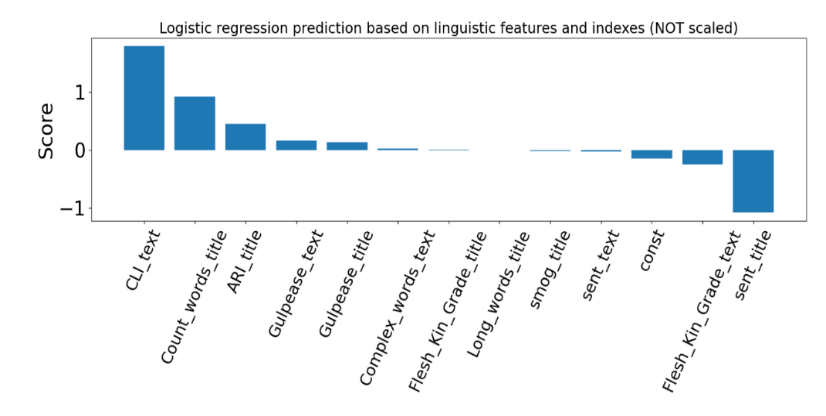 Logistic regression prediction based on linguistic features and indexes (NOT scaled)
Score
1
0
−1
CLI_text
Count_words_title
ARI_title
Gulpease_text
Gulpease_title
Complex_words_text
Flesh_Kin_Grade_title
Long_words_title
smog_title
sent_text
const
Flesh_Kin_Grade_text
sent_title